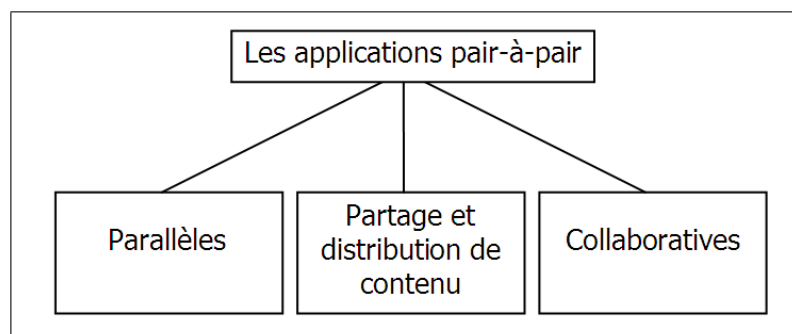 Les applications pair-à-pair
Parallèles
Partage et
distribution de
contenu
Collaboratives